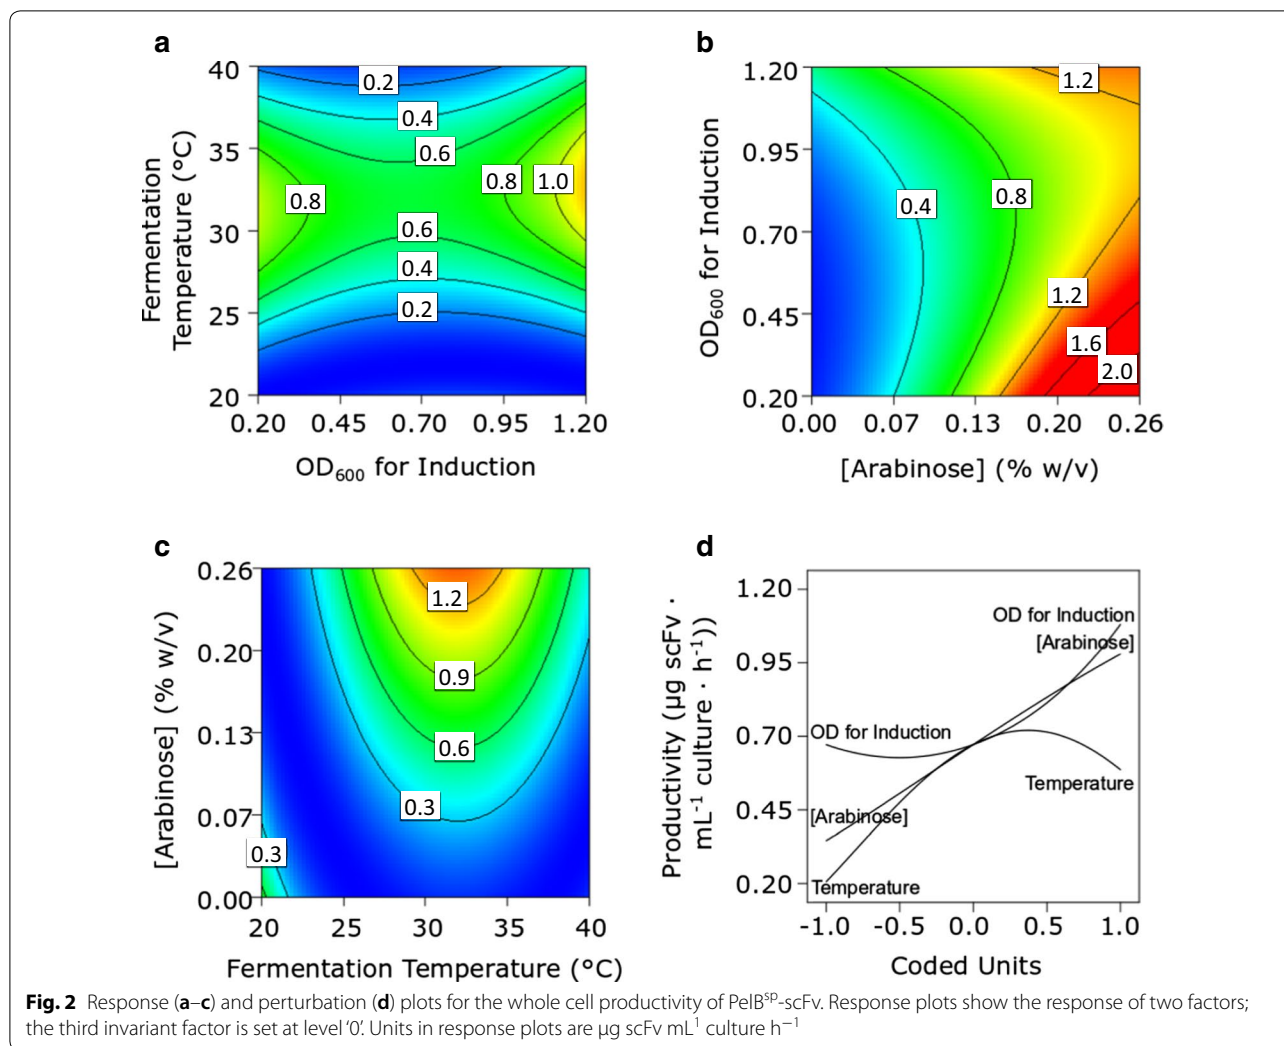 a
40
35
30
25
20
Fermentation
Temperature (°C)
0.2
0.4
0.6
0.8
0.8
1.0
0.6
0.4
0.2
0.20 0.45 0.70 0.95 1.20
OD600 for Induction
b
1.20
0.95
0.70
0.45
0.20
OD600 for Induction
1.2
0.4
0.8
1.2
1.6
2.0
0.00 0.07 0.13 0.20 0.26
[Arabinose] (% w/v)
c
0.26
0.20
0.13
0.07
0.00
[Arabinose] (% w/v)
1.2
0.9
0.6
0.3
0.3
20 25 30 35 40
Fermentation Temperature (°C)
d
1.20
0.95
0.70
0.45
0.20
Productivity (µg scFv ·
mL-1 culture · h-1))
OD for Induction
[Arabinose]
OD for Induction
Temperature
[Arabinose]
Temperature
-1.0 -0.5 0.0 0.5 1.0
Coded Units
Fig. 2 Response (a–c) and perturbation (d) plots for the whole cell productivity of PelBsp-scFv. Response plots show the response of two factors;
the third invariant factor is set at level ‘0’. Units in response plots are µg scFv mL1 culture h−1